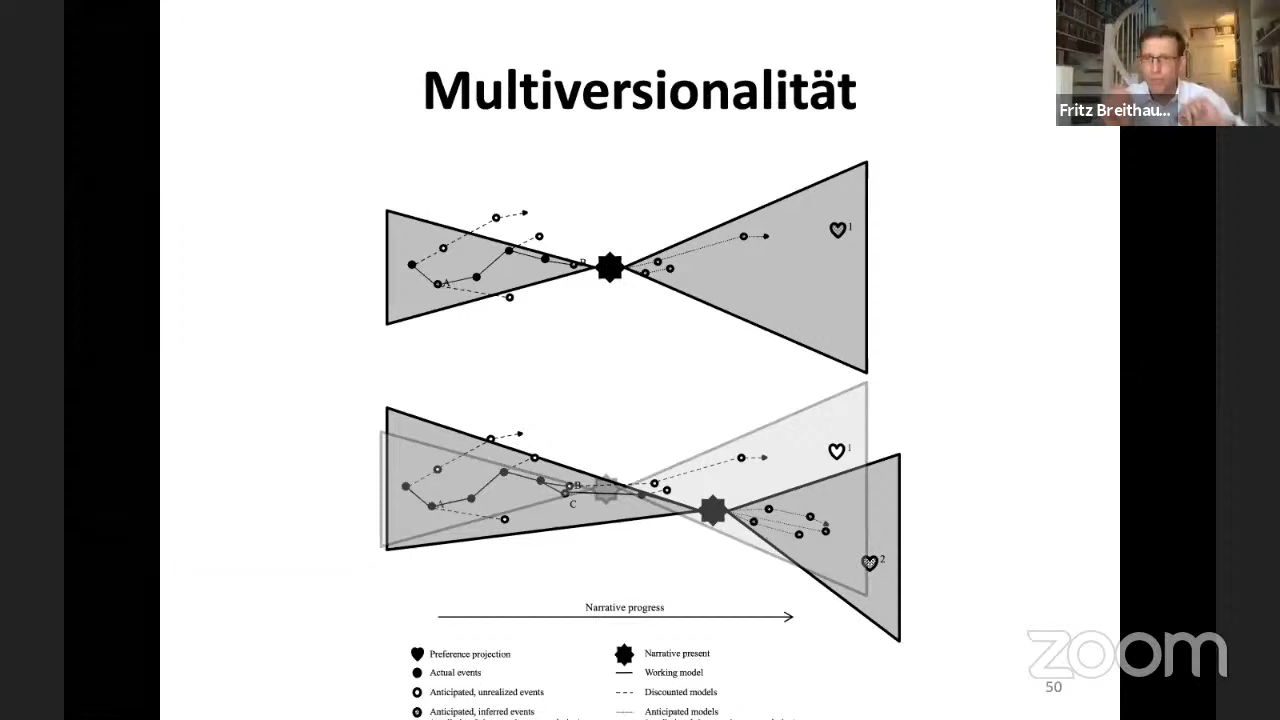 Multiversionalität
Fritz Breithau...
1
A
B
1
A
B
C
2
Narrative progress
Preference projection
Narrative present
Actual events
Working model
Anticipated, unrealized events
Discounted models
Anticipated, inferred events
Anticipated models
zoom
50